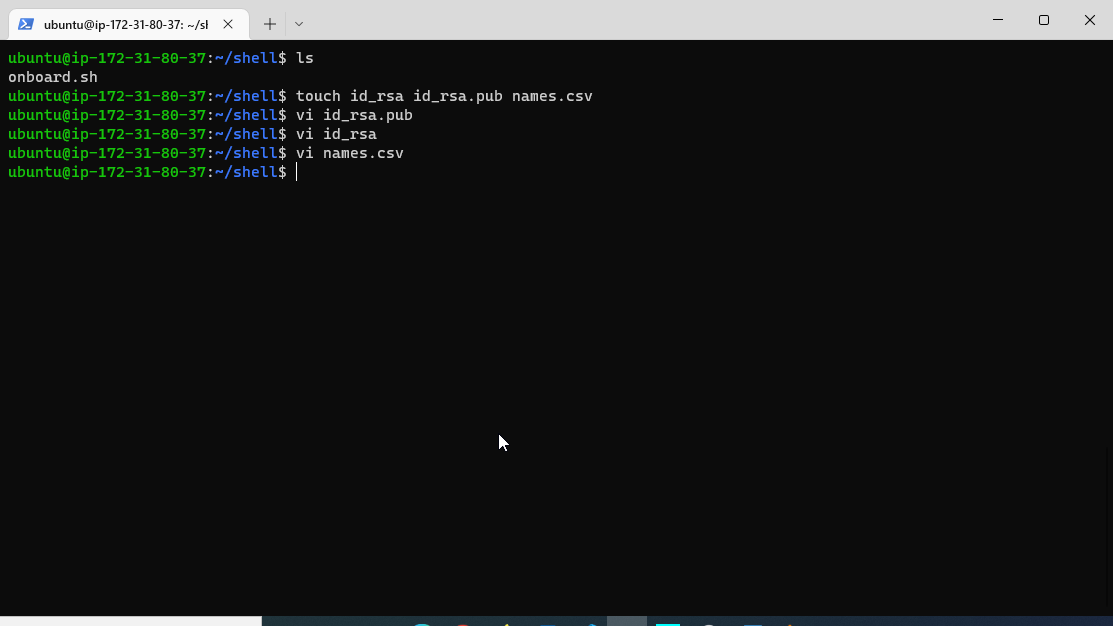 ubuntu@ip-172-31-80-37: ~/sl
ubuntu@ip-172-31-80-37:~/shell$ ls
onboard.sh
ubuntu@ip-172-31-80-37:~/shell$ touch id_rsa id_rsa.pub names.csv
ubuntu@ip-172-31-80-37:~/shell$ vi id_rsa.pub
ubuntu@ip-172-31-80-37:~/shell$ vi id_rsa
ubuntu@ip-172-31-80-37:~/shell$ vi names.csv
ubuntu@ip-172-31-80-37:~/shell$